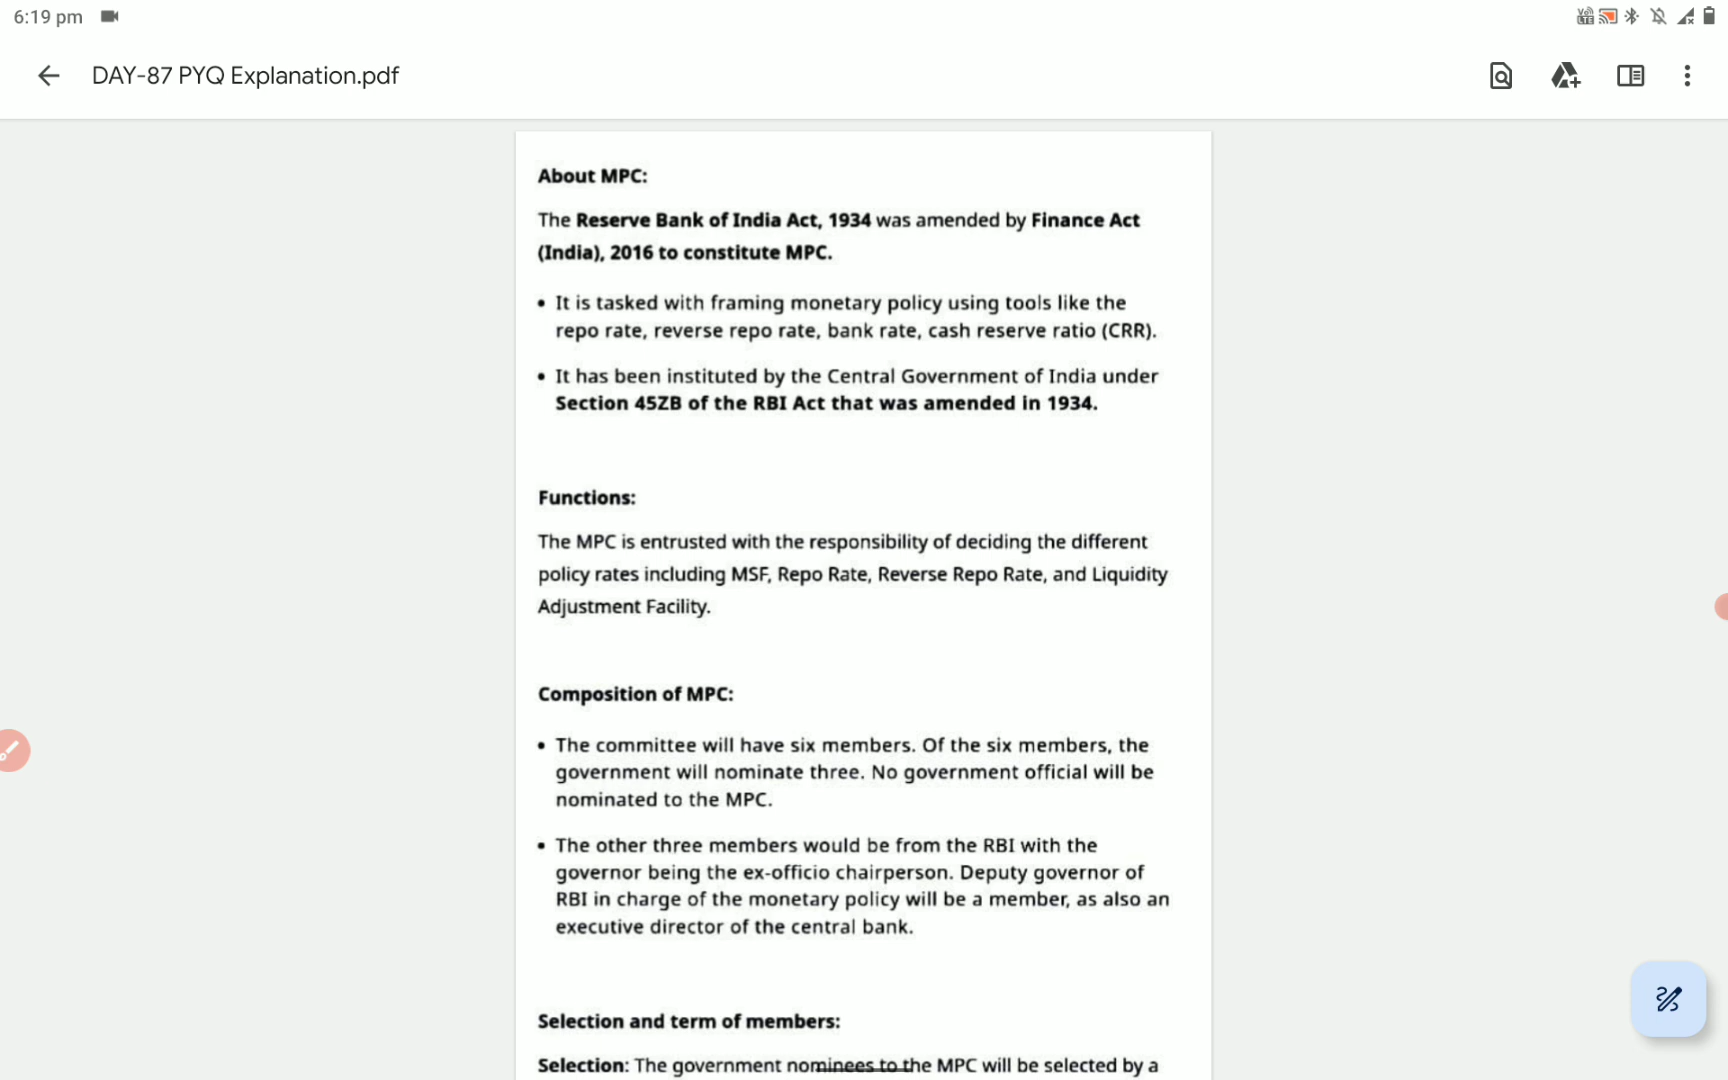 6:19 pm
DAY-87 PYQ Explanation.pdf
About MPC:
The Reserve Bank of India Act, 1934 was amended by Finance Act
(India), 2016 to constitute MPC.
• It is tasked with framing monetary policy using tools like the
repo rate, reverse repo rate, bank rate, cash reserve ratio (CRR).
• It has been instituted by the Central Government of India under
Section 45ZB of the RBI Act that was amended in 1934.
Functions:
The MPC is entrusted with the responsibility of deciding the different
policy rates including MSF, Repo Rate, Reverse Repo Rate, and Liquidity
Adjustment Facility.
Composition of MPC:
• The committee will have six members. Of the six members, the
government will nominate three. No government official will be
nominated to the MPC.
• The other three members would be from the RBI with the
governor being the ex-officio chairperson. Deputy governor of
RBI in charge of the monetary policy will be a member, as also an
executive director of the central bank.
Selection and term of members:
Selection: The government nominees to the MPC will be selected by a